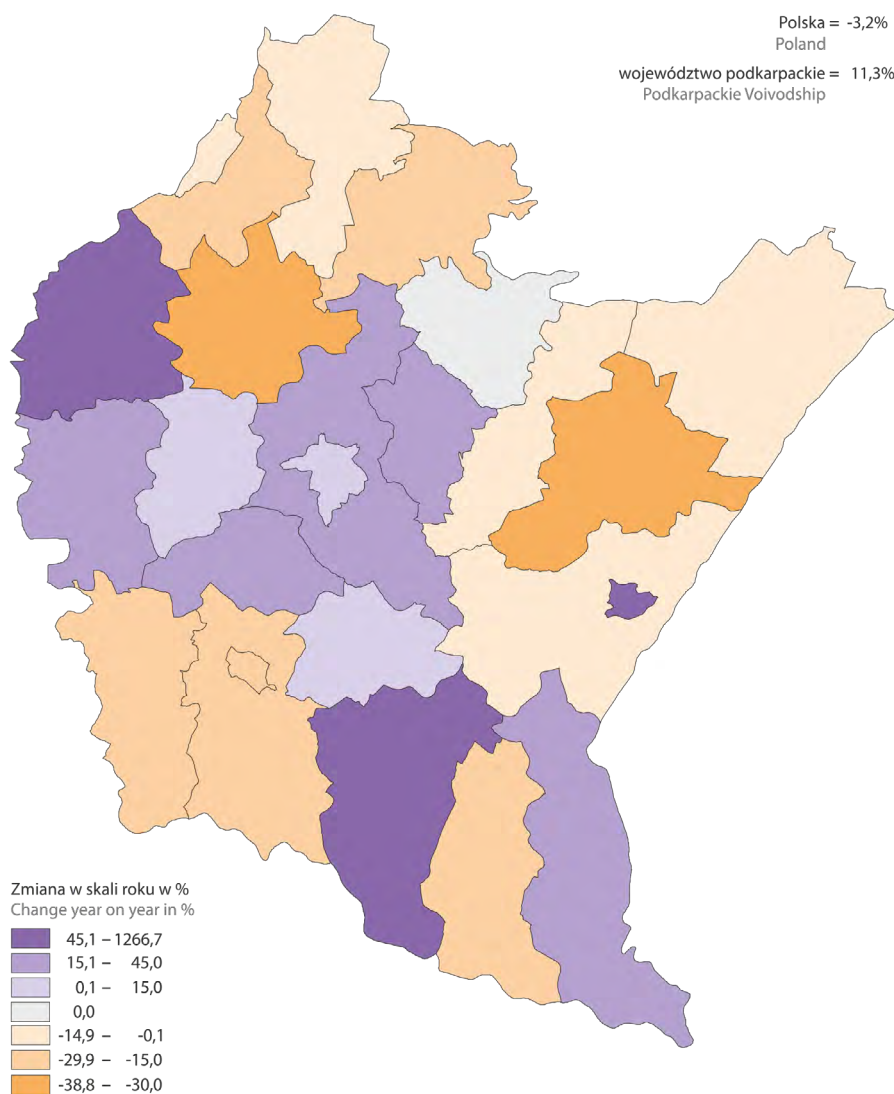 Polska = -3,2%
Poland
województwo podkarpackie = 11,3%
Podkarpackie Voivodship
Zmiana w skali roku w %
Change year on year in %
45,1 – 1266,7
15,1 – 45,0
0,1 – 15,0
0,0
-14,9 – -0,1
-29,9 – -15,0
-38,8 – -30,0